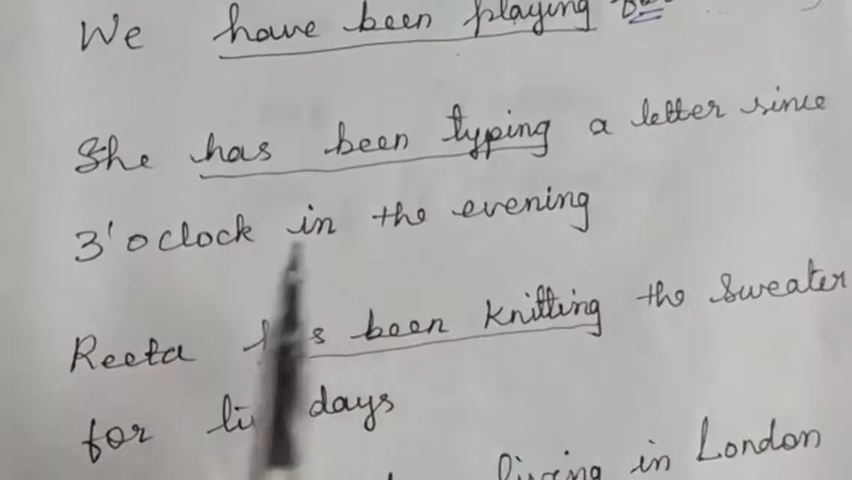 We have been playing
She has been typing a letter since
3'oclock in the evening
Reeta been knitting the sweater
for days
living in London